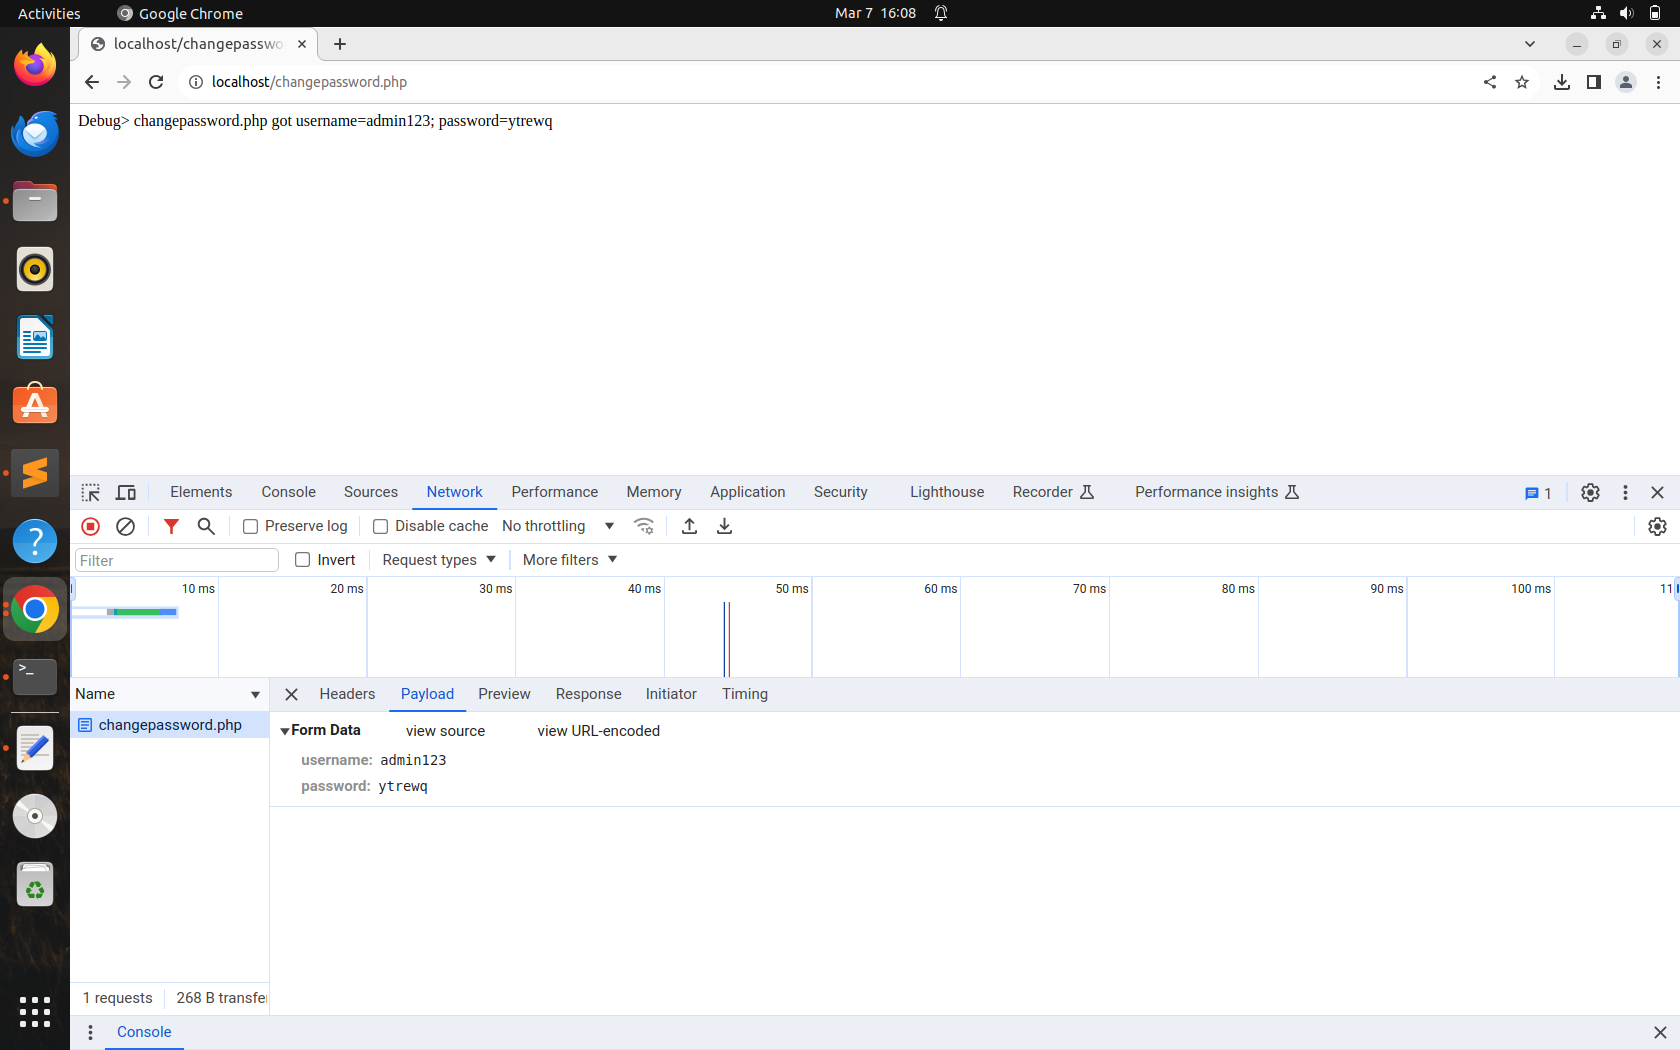 Activities
Google Chrome
Mar 7 16:08
localhost/changepasswo
localhost/changepassword.php
Debug> changepassword.php got username=admin123; password=ytrewq
Elements
Console
Sources
Network
Performance
Memory
Application
Security
Lighthouse
Recorder
Performance insights
1
Preserve log
Disable cache
No throttling
Filter
Invert
Request types
More filters
10 ms
20 ms
30 ms
40 ms
50 ms
60 ms
70 ms
80 ms
90 ms
100 ms
11
Name
Headers
Payload
Preview
Response
Initiator
Timing
changepassword.php
Form Data
view source
view URL-encoded
username: admin123
password: ytrewq
1 requests
268 B transfe
Console